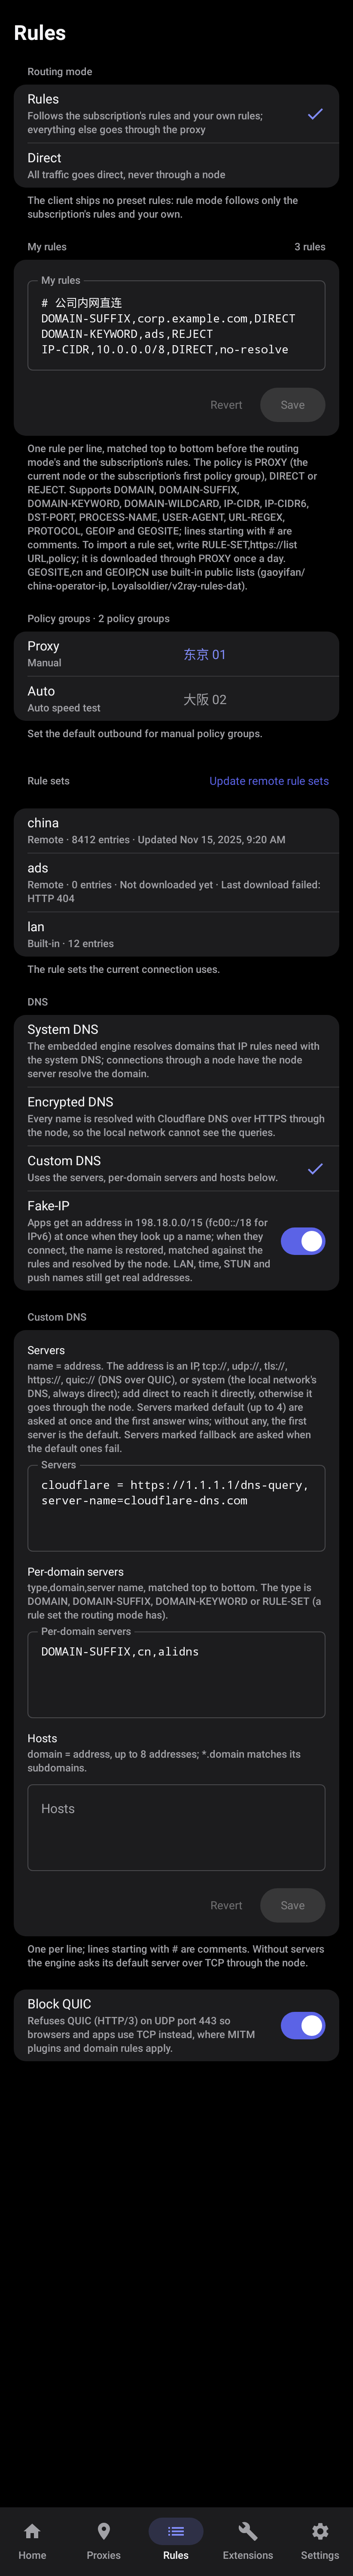 Rules
Routing mode
Rules
Follows the subscription's rules and your own rules;
everything else goes through the proxy
Direct
All traffic goes direct, never through a node
The client ships no preset rules: rule mode follows only the
subscription's rules and your own.
My rules
3 rules
My rules
# 公司内网直连
DOMAIN-SUFFIX,corp.example.com,DIRECT
DOMAIN-KEYWORD,ads,REJECT
IP-CIDR,10.0.0.0/8,DIRECT,no-resolve
Revert
Save
One rule per line, matched top to bottom before the routing
mode's and the subscription's rules. The policy is PROXY (the
current node or the subscription's first policy group), DIRECT or
REJECT. Supports DOMAIN, DOMAIN-SUFFIX,
DOMAIN-KEYWORD, DOMAIN-WILDCARD, IP-CIDR, IP-CIDR6,
DST-PORT, PROCESS-NAME, USER-AGENT, URL-REGEX,
PROTOCOL, GEOIP and GEOSITE; lines starting with # are
comments. To import a rule set, write RULE-SET,https://list
URL,policy; it is downloaded through PROXY once a day.
GEOSITE,cn and GEOIP,CN use built-in public lists (gaoyifan/
china-operator-ip, Loyalsoldier/v2ray-rules-dat).
Policy groups · 2 policy groups
Proxy
Manual
东京 01
Auto
Auto speed test
大阪 02
Set the default outbound for manual policy groups.
Rule sets
Update remote rule sets
china
Remote · 8412 entries · Updated Nov 15, 2025, 9:20 AM
ads
Remote · 0 entries · Not downloaded yet · Last download failed:
HTTP 404
lan
Built-in · 12 entries
The rule sets the current connection uses.
DNS
System DNS
The embedded engine resolves domains that IP rules need with
the system DNS; connections through a node have the node
server resolve the domain.
Encrypted DNS
Every name is resolved with Cloudflare DNS over HTTPS through
the node, so the local network cannot see the queries.
Custom DNS
Uses the servers, per-domain servers and hosts below.
Fake-IP
Apps get an address in 198.18.0.0/15 (fc00::/18 for
IPv6) at once when they look up a name; when they
connect, the name is restored, matched against the
rules and resolved by the node. LAN, time, STUN and
push names still get real addresses.
Custom DNS
Servers
name = address. The address is an IP, tcp://, udp://, tls://,
https://, quic:// (DNS over QUIC), or system (the local network's
DNS, always direct); add direct to reach it directly, otherwise it
goes through the node. Servers marked default (up to 4) are
asked at once and the first answer wins; without any, the first
server is the default. Servers marked fallback are asked when
the default ones fail.
Servers
cloudflare = https://1.1.1.1/dns-query,
server-name=cloudflare-dns.com
Per-domain servers
type,domain,server name, matched top to bottom. The type is
DOMAIN, DOMAIN-SUFFIX, DOMAIN-KEYWORD or RULE-SET (a
rule set the routing mode has).
Per-domain servers
DOMAIN-SUFFIX,cn,alidns
Hosts
domain = address, up to 8 addresses; *.domain matches its
subdomains.
Hosts
Revert
Save
One per line; lines starting with # are comments. Without servers
the engine asks its default server over TCP through the node.
Block QUIC
Refuses QUIC (HTTP/3) on UDP port 443 so
browsers and apps use TCP instead, where MITM
plugins and domain rules apply.
Home
Proxies
Rules
Extensions
Settings